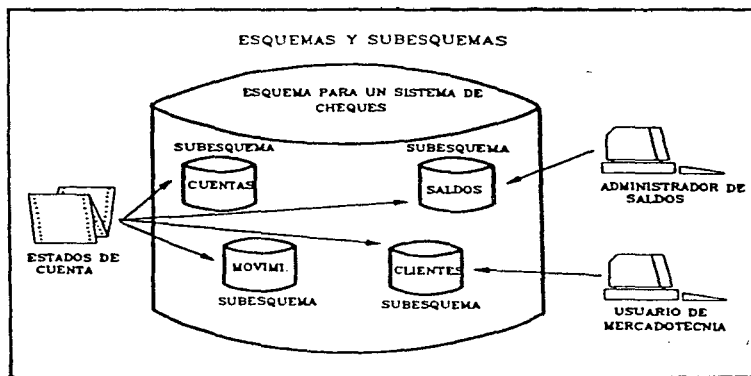 ESQUEMAS Y SUBESQUEMAS
ESQUEMA PARA UN SISTEMA DE
CHEQUES
SUBESQUEMA
CUENTAS
SUBESQUEMA
SALDOS
ADMINISTRADOR DE
SALDOS
ESTADOS DE
CUENTA
MOVIMI.
SUBESQUEMA
CLIENTES
SUBESQUEMA
USUARIO DE
MERCADOTECNIA